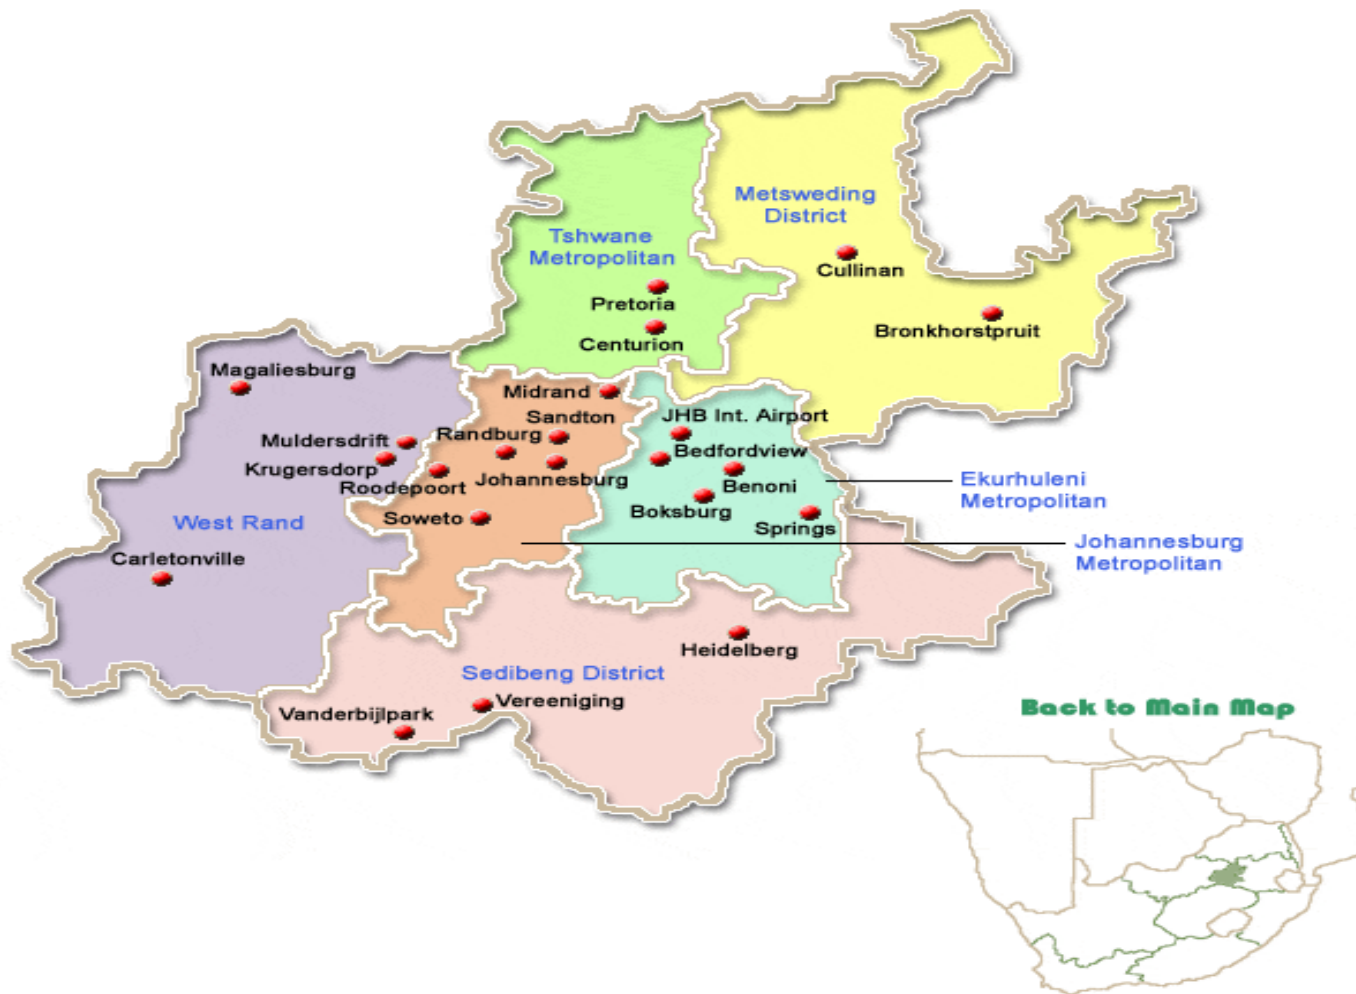 Metsweding
District
Tshwane
Metropolitan
Cullinan
Pretoria
Bronkhorstpruit
Centurion
Magaliesburg
Midrand
Sandton
JHB Int. Airport
Randburg
Muldersdrift
Bedfordview
Krugersdorp
Roodepoort
Johannesburg
Benoni
Ekurhuleni
Metropolitan
Boksburg
Soweto
West Rand
Springs
Johannesburg
Metropolitan
Carletonville
Heidelberg
Sedibeng District
Vereeniging
Vanderbijlpark
Back to Main Map